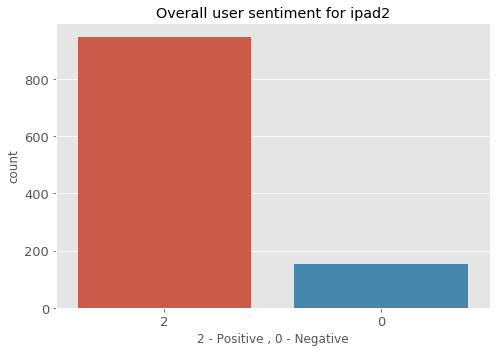 Overall user sentiment for ipad2
800
600
400
200
0
count
2 0
2 - Positive , 0 - Negative